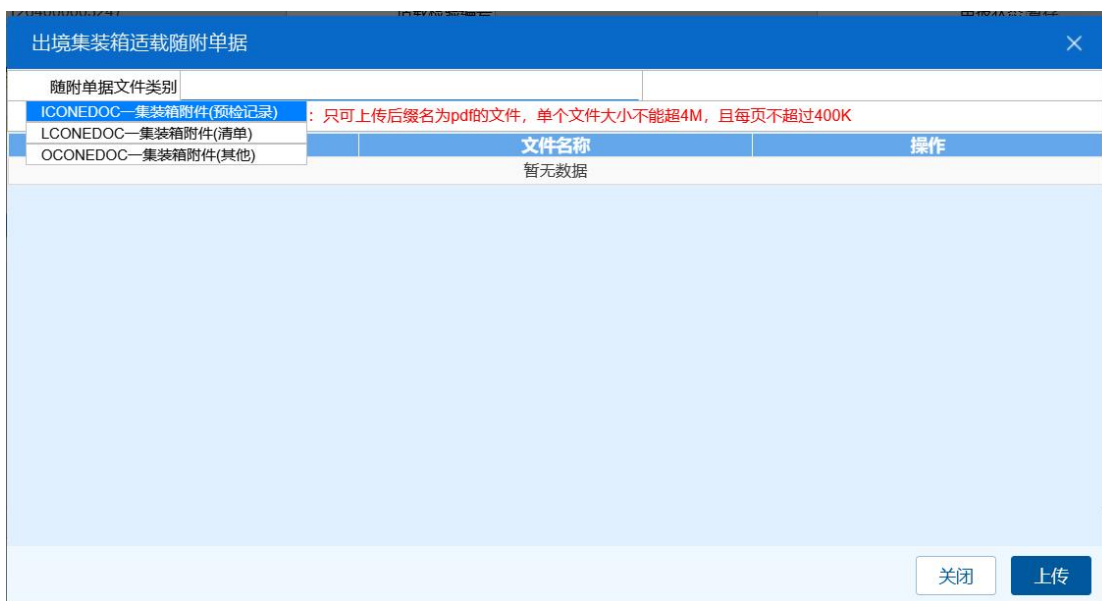 出境集装箱适载随附单据
随附单据文件类别
ICONEDOC—集装箱附件(预检记录)
：只可上传后缀名为pdf的文件，单个文件大小不能超4M，且每页不超过400K
LCONEDOC—集装箱附件(清单)
OCONEDOC—集装箱附件(其他)
文件名称 操作
暂无数据
关闭 上传